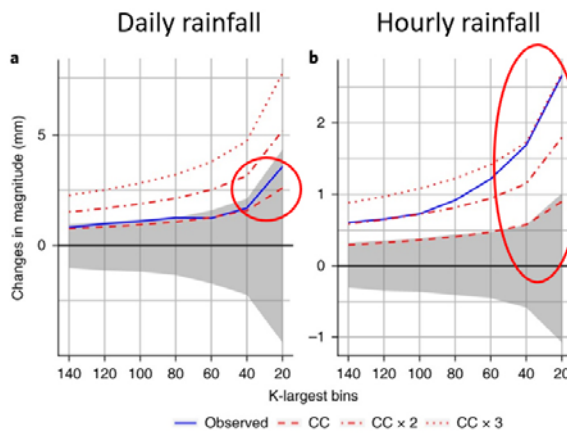 Daily rainfall
Hourly rainfall
a
b
Changes in magnitude (mm)
5
0
2
1
0
−1
140 120 100 80 60 40 20
140 120 100 80 60 40 20
K-largest bins
Observed CC CC × 2 CC × 3